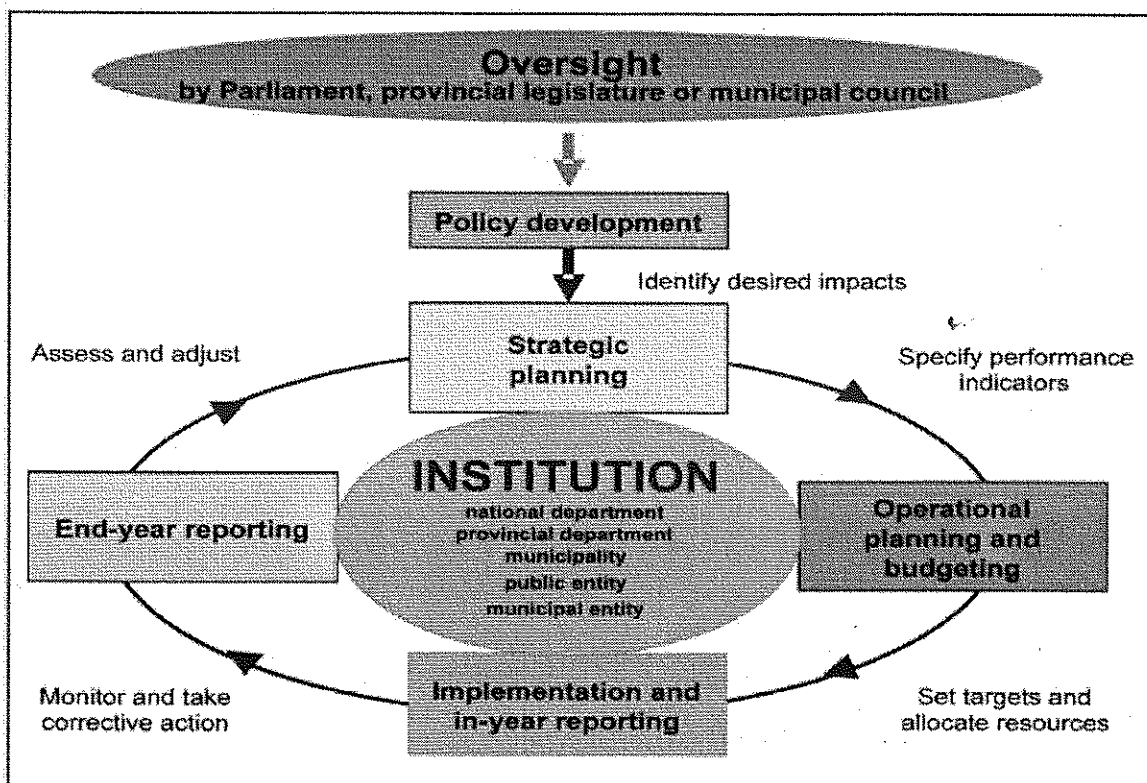 Oversight
by Parliament, provincial legislature or municipal council
Policy development
Identify desired impacts
Strategic
planning
Assess and adjust
Specify performance
indicators
INSTITUTION
national department
provincial department
municipality
public entity
municipal entity
End-year reporting
Operational
planning and
budgeting
Implementation and
in-year reporting
Monitor and take
corrective action
Set targets and
allocate resources